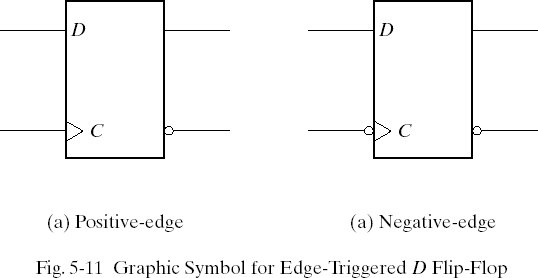 D
D
C
C
(a) Positive-edge
(a) Negative-edge
Fig. 5-11 Graphic Symbol for Edge-Triggered D Flip-Flop